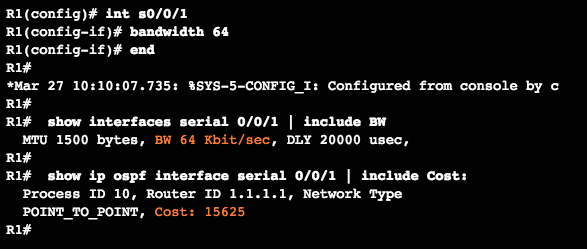 R1(config)# int s0/0/1
R1(config-if)# bandwidth 64
R1(config-if)# end
R1#
*Mar 27 10:10:07.735: %SYS-5-CONFIG_I: Configured from console by c
R1#
R1#  show interfaces serial 0/0/1 | include BW
  MTU 1500 bytes, BW 64 Kbit/sec, DLY 20000 usec,
R1#
R1#  show ip ospf interface serial 0/0/1 | include Cost:
  Process ID 10, Router ID 1.1.1.1, Network Type
  POINT_TO_POINT, Cost: 15625
R1#